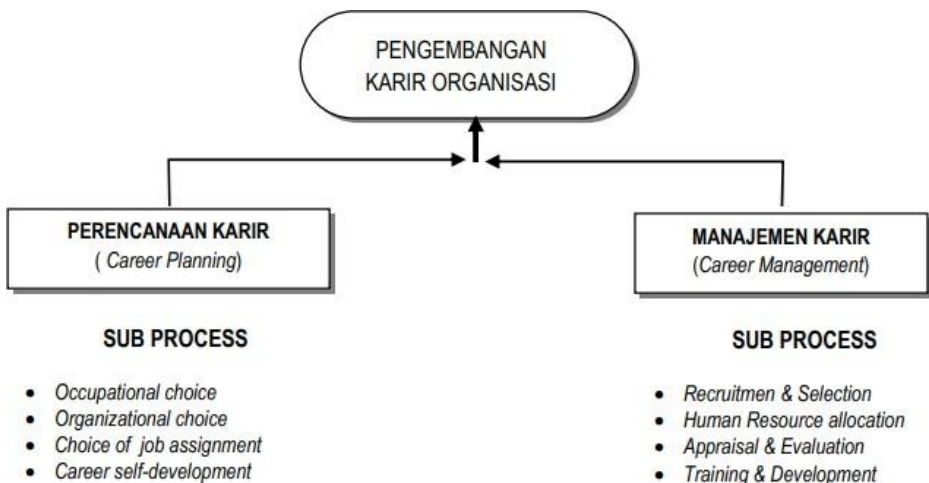 PENGEMBANGAN
KARIR ORGANISASI
PERENCANAAN KARIR
( Career Planning)
SUB PROCESS
• Occupational choice
• Organizational choice
• Choice of job assignment
• Career self-development
MANAJEMEN KARIR
(Career Management)
SUB PROCESS
• Recruitmen & Selection
• Human Resource allocation
• Appraisal & Evaluation
• Training & Development